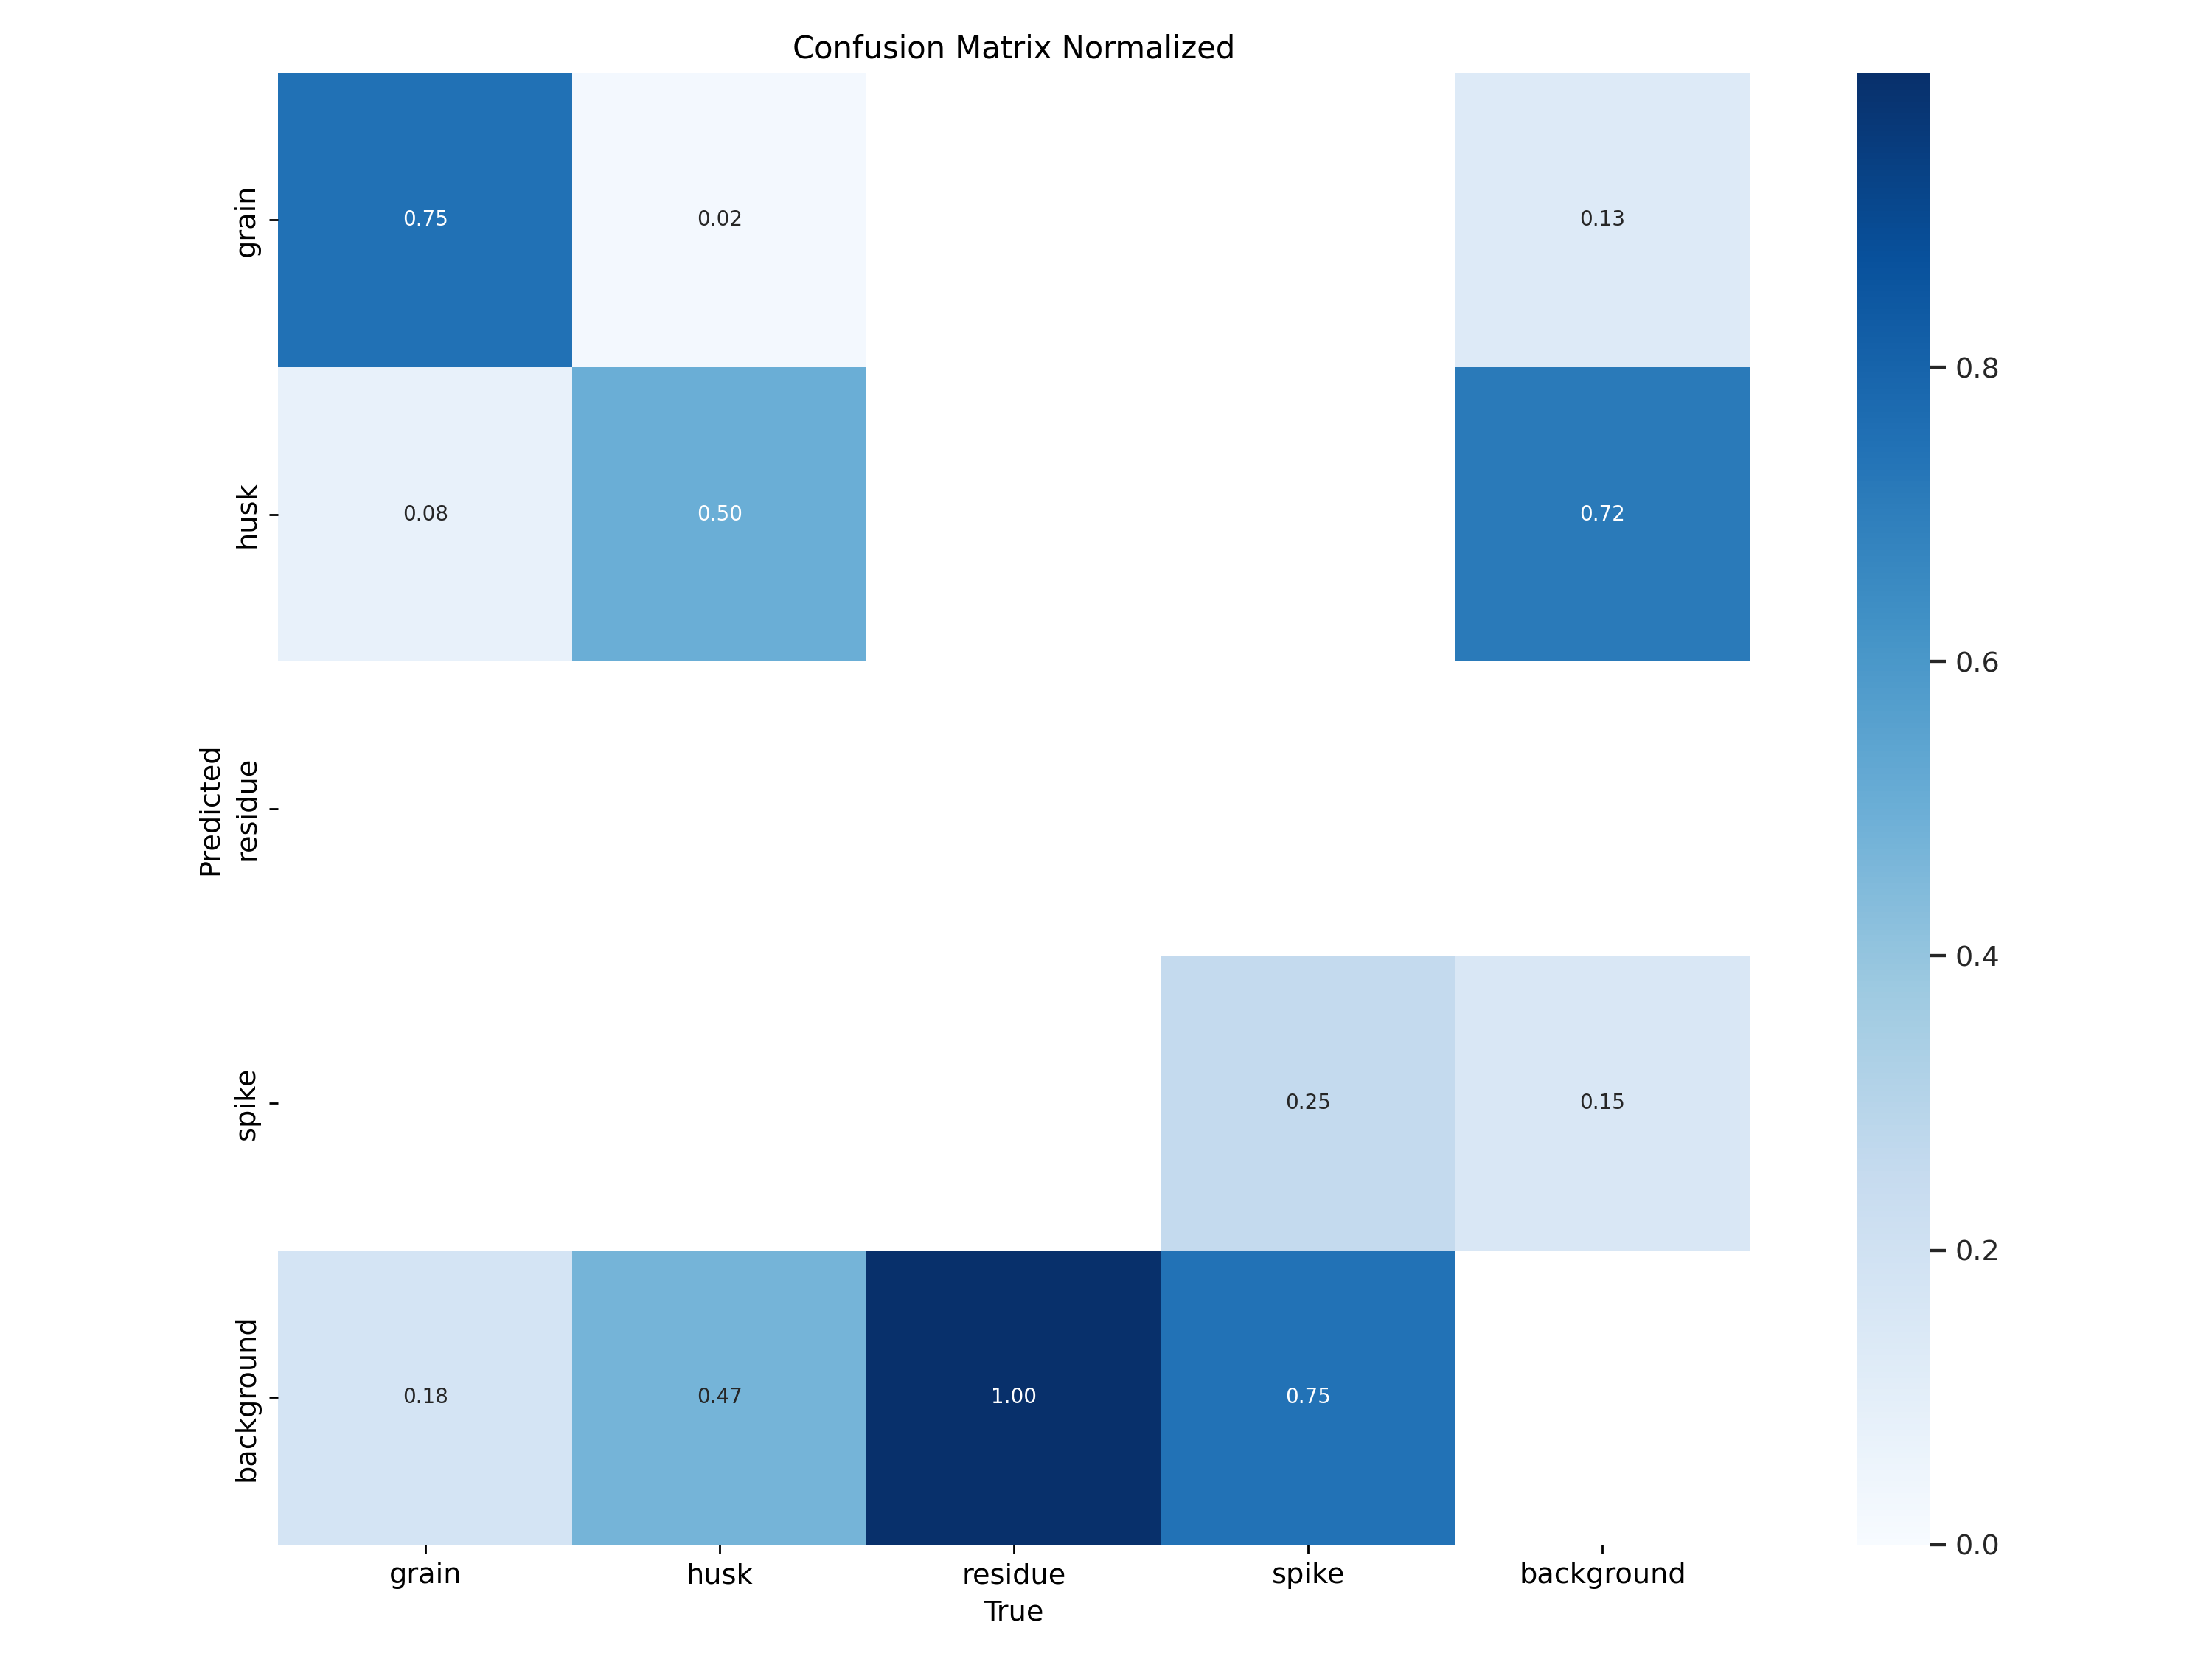 Confusion Matrix Normalized
Predicted
grain
0.75
0.02
0.13
husk
0.08
0.50
0.72
residue
spike
0.25
0.15
background
0.18
0.47
1.00
0.75
grain husk residue spike background
True
0.8
0.6
0.4
0.2
0.0